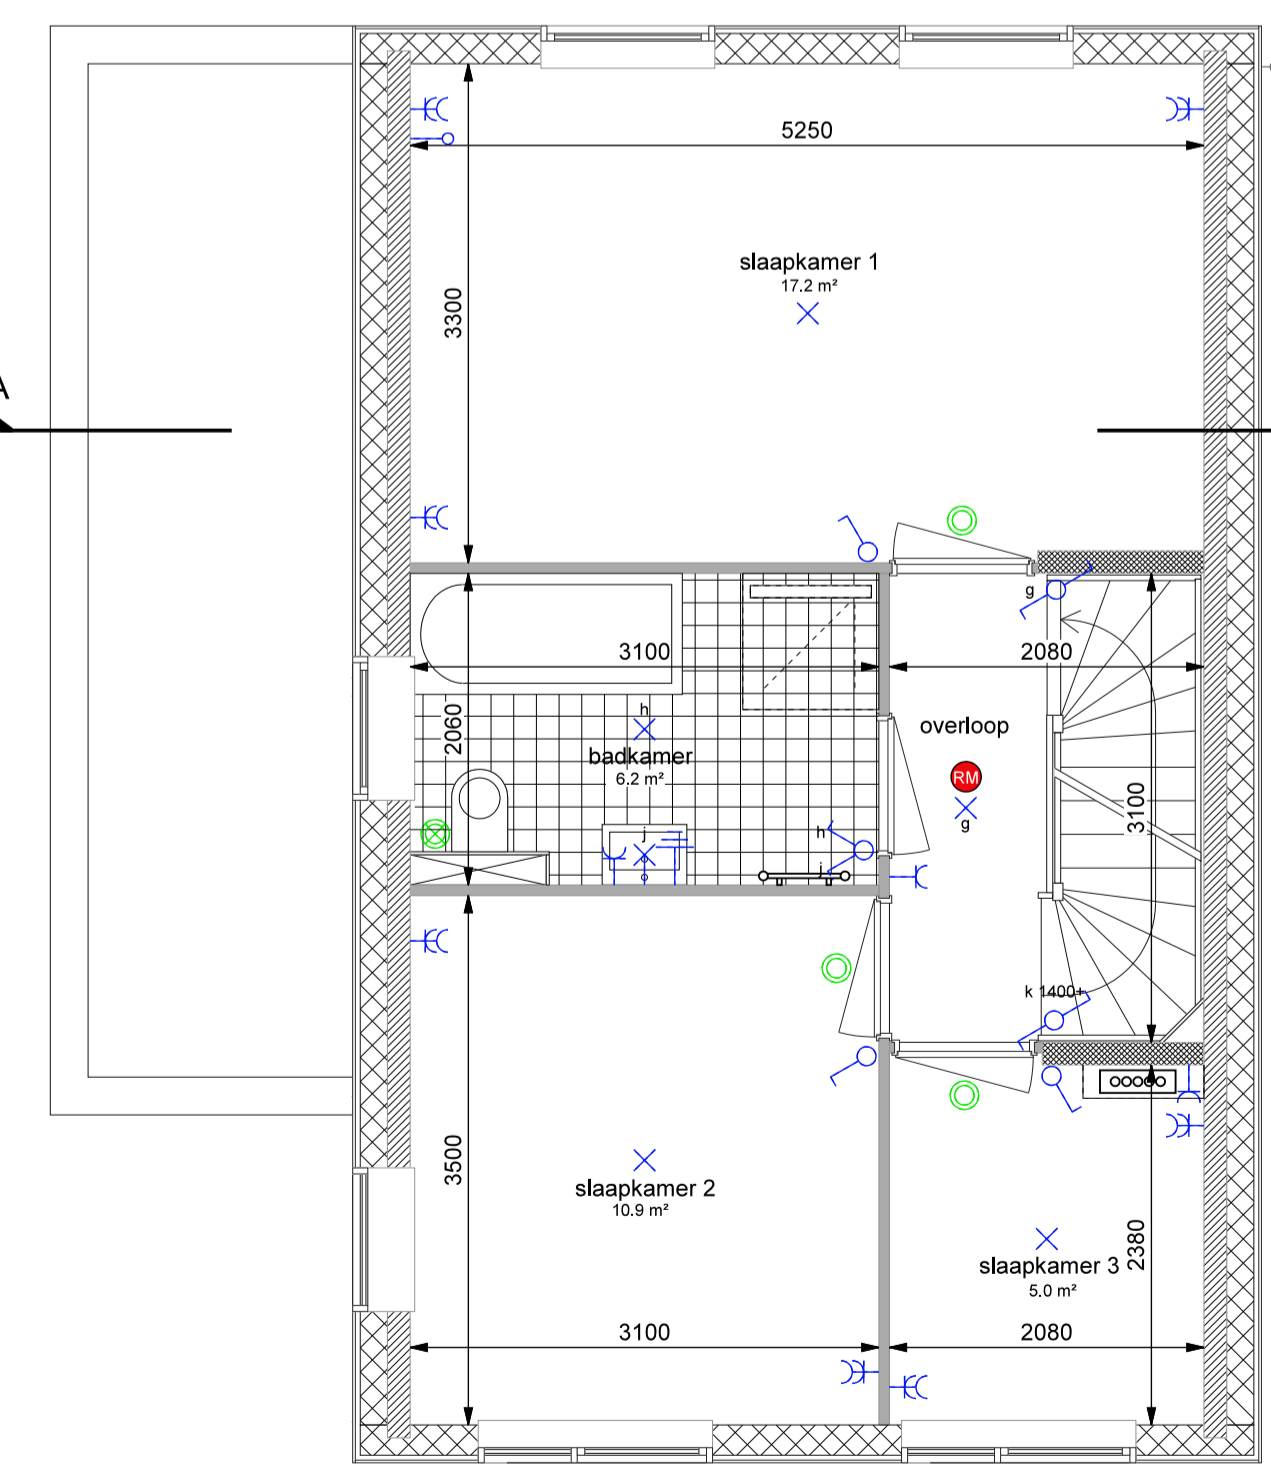 5250
slaapkamer 1
17.2 m²
3300
A
g
3100
2080
h
2060
overloop
badkamer
6.2 m²
RM
g
3100
j
h
j
k 1400+
3500
slaapkamer 2
10.9 m²
2380
slaapkamer 3
5.0 m²
3100
2080